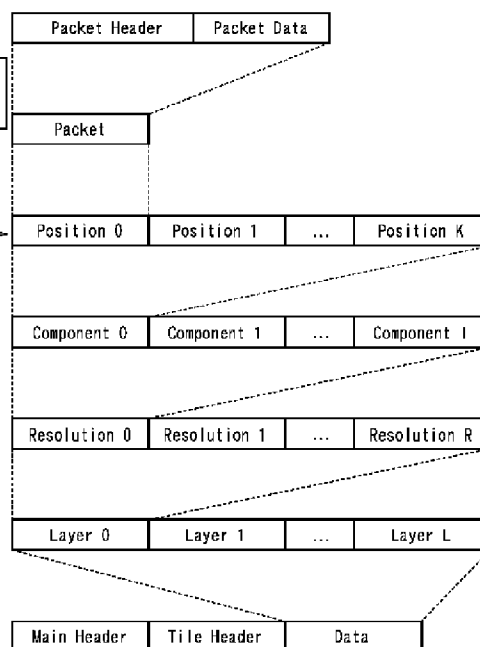 Packet Header Packet Data
Packet
Position 0 Position 1 ... Position K
Component 0 Component 1 ... Component I
Resolution 0 Resolution 1 ... Resolution R
Layer 0 Layer 1 ... Layer L
Main Header Tile Header Data